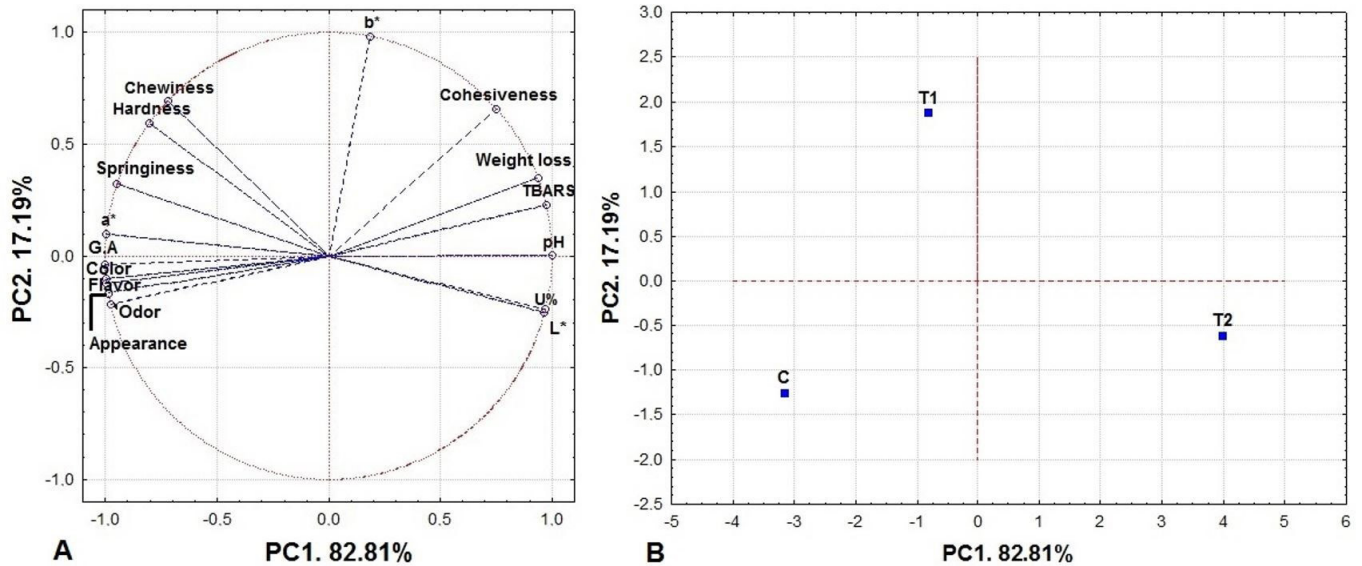 b*
Chewiness
Hardness
Cohesiveness
Springiness
Weight loss
TBARS
a*
pH
G.A
Color
Flavor
Odor
Appearance
U%
L*
1.0
0.5
0.0
-0.5
-1.0
-1.0
-0.5
0.0
0.5
1.0
PC2. 17.19%
PC1. 82.81%
A
T1
T2
C
3.0
2.5
2.0
1.5
1.0
0.5
0.0
-0.5
-1.0
-1.5
-2.0
-2.5
-5
-4
-3
-2
-1
0
1
2
3
4
5
6
PC2. 17.19%
PC1. 82.81%
B